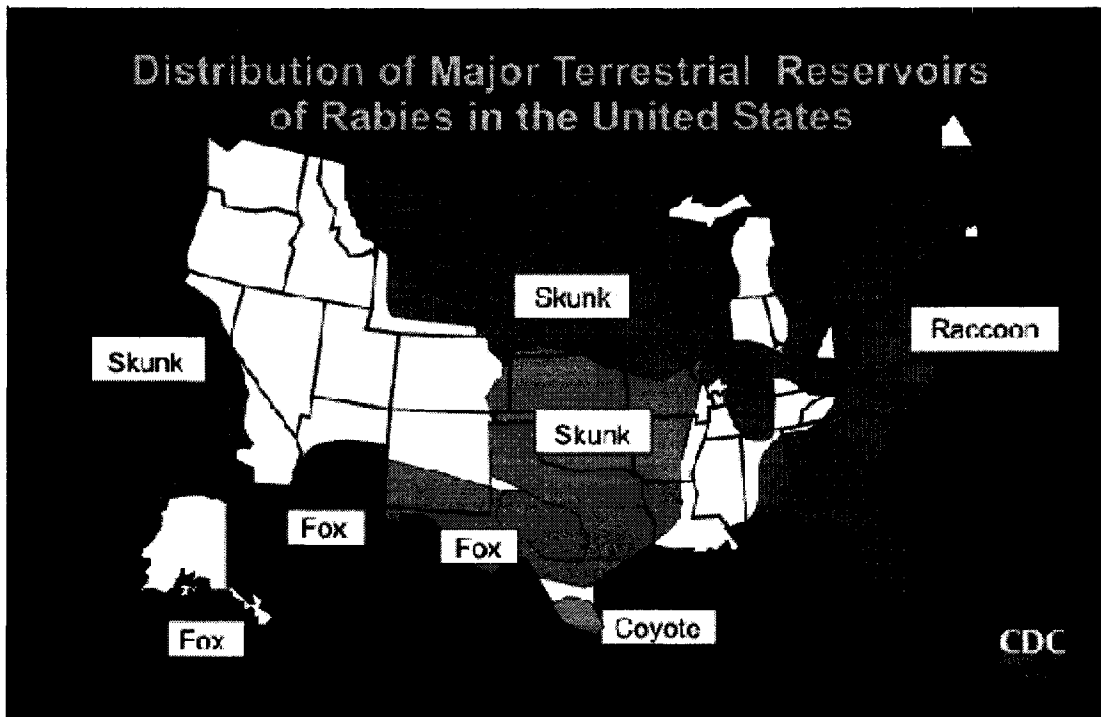 Distribution of Major Terrestrial Reservoirs
of Rabies in the United States
Skunk
Raccoon
Skunk
Skunk
Fox
Fox
Coyote
Fox
CDC